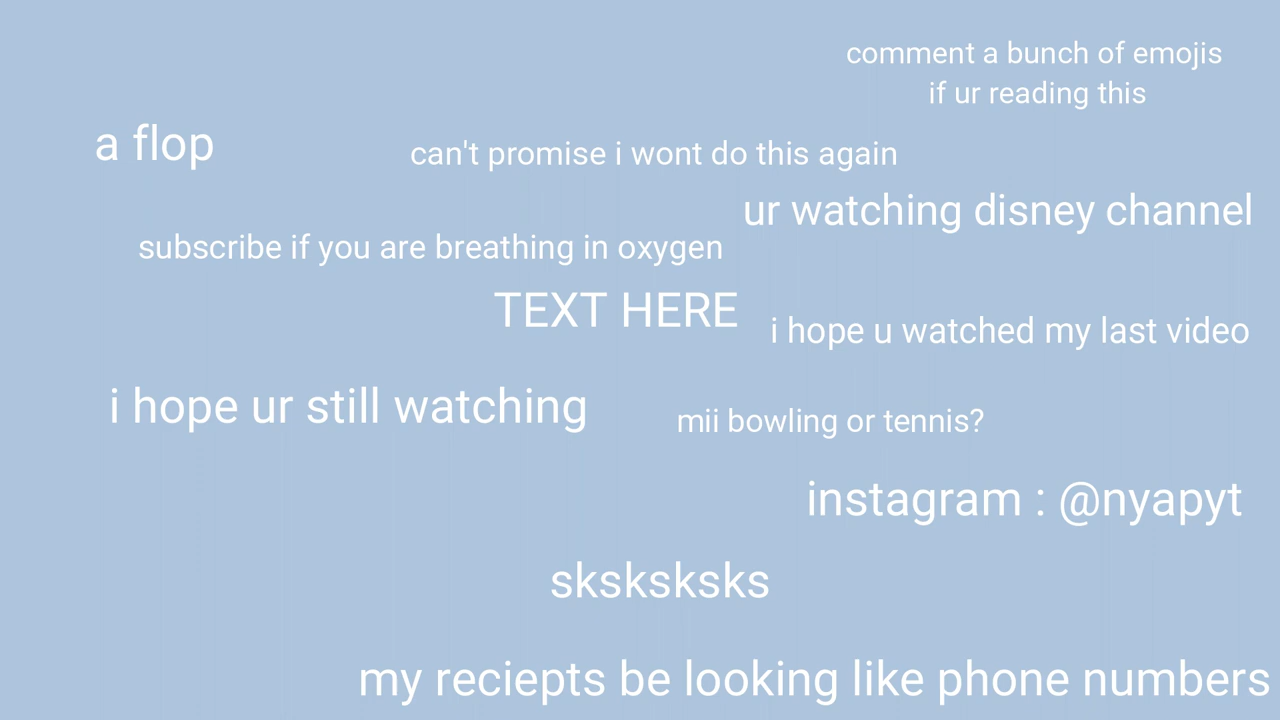 comment a bunch of emojis
if ur reading this
a flop
can't promise i wont do this again
ur watching disney channel
subscribe if you are breathing in oxygen
TEXT HERE
i hope u watched my last video
i hope ur still watching
mii bowling or tennis?
instagram : @nyapyt
sksksksks
my reciepts be looking like phone numbers